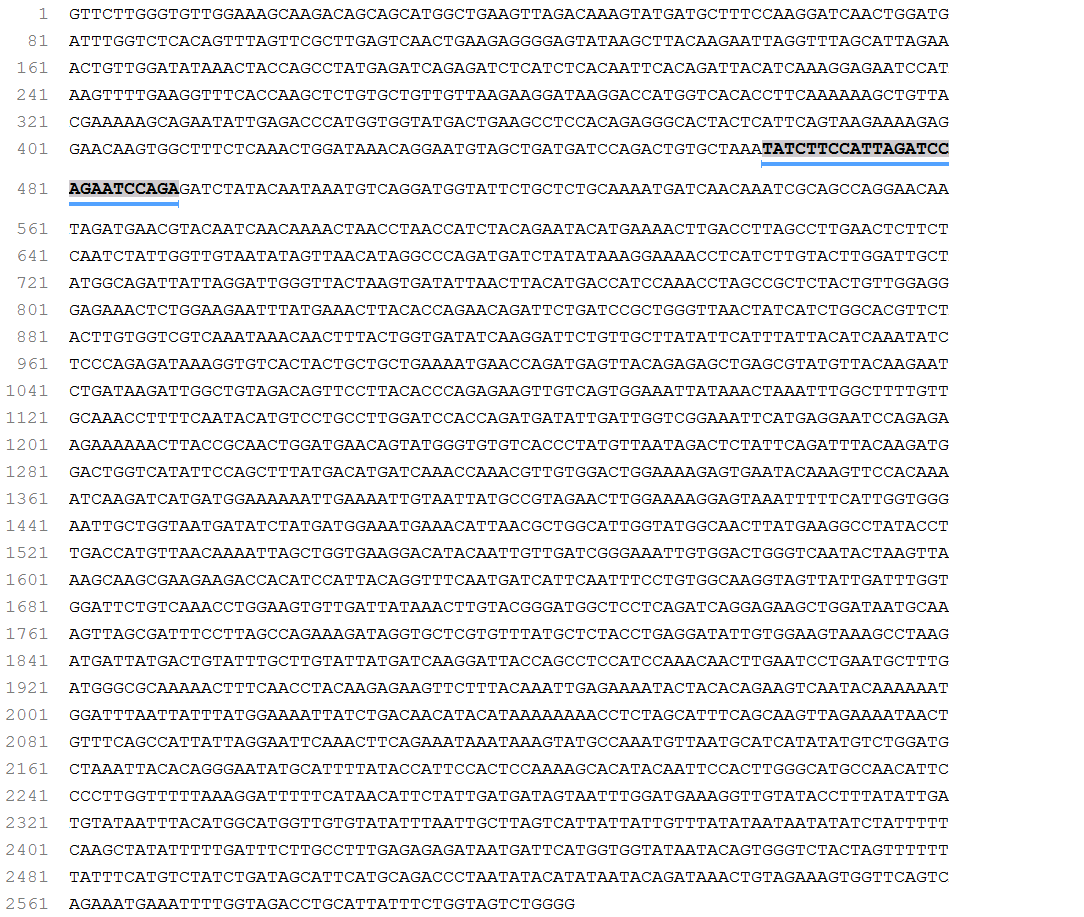 1 GTTCTTGGGTGTTGGAAAGCAAGACAGCAGCATGGCTGAAGTTAGACAAAGTATGATGCTTTCCAAGGATCAACTGGATG
81 ATTTGGTCTCACAGTTTAGTTCGCTTGAGTCAACTGAAGAGGGGAGTATAAGCTTACAAGAATTAGGTTTAGCATTAGAA
161 ACTGTTGGATATAAACTACCAGCCTATGAGATCAGAGATCTCATCTCACAATTCACAGATTACATCAAAGGAGAATCCAT
241 AAGTTTTGAAGGTTTCACCAAGCTCTGTGCTGTTGTTAAGAAGGATAAGGACCATGGTCACACCTTCAAAAAAGCTGTTA
321 CGAAAAAGCAGAATATTGAGACCCATGGTGGTATGACTGAAGCCTCCACAGAGGGCACTACTCATTCAGTAAGAAAAGAG
401 GAACAAGTGGCTTTCTCAAACTGGATAAACAGGAATGTAGCTGATGATCCAGACTGTGCTAAATATCTTCCATTAGATCC
481 AGAATCCAGAGATCTATACAATAAATGTCAGGATGGTATTCTGCTCTGCAAAATGATCAACAAATCGCAGCCAGGAACAA
561 TAGATGAACGTACAATCAACAAAACTAACCTAACCATCTACAGAATACATGAAAACTTGACCTTAGCCTTGAACTCTTCT
641 CAATCTATTGGTTGTAATATAGTTAACATAGGCCCAGATGATCTATATAAAGGAAAACCTCATCTTGTACTTGGATTGCT
721 ATGGCAGATTATTAGGATTGGGTTACTAAGTGATATTAACTTACATGACCATCCAAACCTAGCCGCTCTACTGTTGGAGG
801 GAGAAACTCTGGAAGAATTTATGAAACTTACACCAGAACAGATTCTGATCCGCTGGGTTAACTATCATCTGGCACGTTCT
881 ACTTGTGGTCGTCAAATAAACAACTTTACTGGTGATATCAAGGATTCTGTTGCTTATATTCATTTATTACATCAAATATC
961 TCCCAGAGATAAAGGTGTCACTACTGCTGCTGAAAATGAACCAGATGAGTTACAGAGAGCTGAGCGTATGTTACAAGAAT
1041 CTGATAAGATTGGCTGTAGACAGTTCCTTACACCCAGAGAAGTTGTCAGTGGAAATTATAAACTAAATTTGGCTTTTGTT
1121 GCAAACCTTTTCAATACATGTCCTGCCTTGGATCCACCAGATGATATTGATTGGTCGGAAATTCATGAGGAATCCAGAGA
1201 AGAAAAAACTTACCGCAACTGGATGAACAGTATGGGTGTGTCACCCTATGTTAATAGACTCTATTCAGATTTACAAGATG
1281 GACTGGTCATATTCCAGCTTTATGACATGATCAAACCAAACGTTGTGGACTGGAAAAGAGTGAATACAAAGTTCCACAAA
1361 ATCAAGATCATGATGGAAAAAATTGAAAATTGTAATTATGCCGTAGAACTTGGAAAAGGAGTAAATTTTTCATTGGTGGG
1441 AATTGCTGGTAATGATATCTATGATGGAAATGAAACATTAACGCTGGCATTGGTATGGCAACTTATGAAGGCCTATACCT
1521 TGACCATGTTAACAAAATTAGCTGGTGAAGGACATACAATTGTTGATCGGGAAATTGTGGACTGGGTCAATACTAAGTTA
1601 AAGCAAGCGAAGAAGACCACATCCATTACAGGTTTCAATGATCATTCAATTTCCTGTGGCAAGGTAGTTATTGATTTGGT
1681 GGATTCTGTCAAACCTGGAAGTGTTGATTATAAACTTGTACGGGATGGCTCCTCAGATCAGGAGAAGCTGGATAATGCAA
1761 AGTTAGCGATTTCCTTAGCCAGAAAGATAGGTGCTCGTGTTTATGCTCTACCTGAGGATATTGTGGAAGTAAAGCCTAAG
1841 ATGATTATGACTGTATTTGCTTGTATTATGATCAAGGATTACCAGCCTCCATCCAAACAACTTGAATCCTGAATGCTTTG
1921 ATGGGCGCAAAAACTTTCAACCTACAAGAGAAGTTCTTTACAAATTGAGAAAATACTACACAGAAGTCAATACAAAAAAT
2001 GGATTTAATTATTTATGGAAAATTATCTGACAACATACATAAAAAAAACCTCTAGCATTTCAGCAAGTTAGAAAATAACT
2081 GTTTCAGCCATTATTAGGAATTCAAACTTCAGAAATAAATAAAGTATGCCAAATGTTAATGCATCATATATGTCTGGATG
2161 CTAAATTACACAGGGAATATGCATTTTATACCATTCCACTCCAAAAGCACATACAATTCCACTTGGGCATGCCAACATTC
2241 CCCTTGGTTTTTAAAGGATTTTTCATAACATTCTATTGATGATAGTAATTTGGATGAAAGGTTGTATACCTTTATATTGA
2321 TGTATAATTTACATGGCATGGTTGTGTATATTTAATTGCTTAGTCATTATTATTGTTTATATAATAATATATCTATTTTT
2401 CAAGCTATATTTTTGATTTCTTGCCTTTGAGAGAGATAATGATTCATGGTGGTATAATACAGTGGGTCTACTAGTTTTTT
2481 TATTTCATGTCTATCTGATAGCATTCATGCAGACCCTAATATACATATAATACAGATAAACTGTAGAAAGTGGTTCAGTC
2561 AGAAATGAAATTTTGGTAGACCTGCATTATTTCTGGTAGTCTGGGG